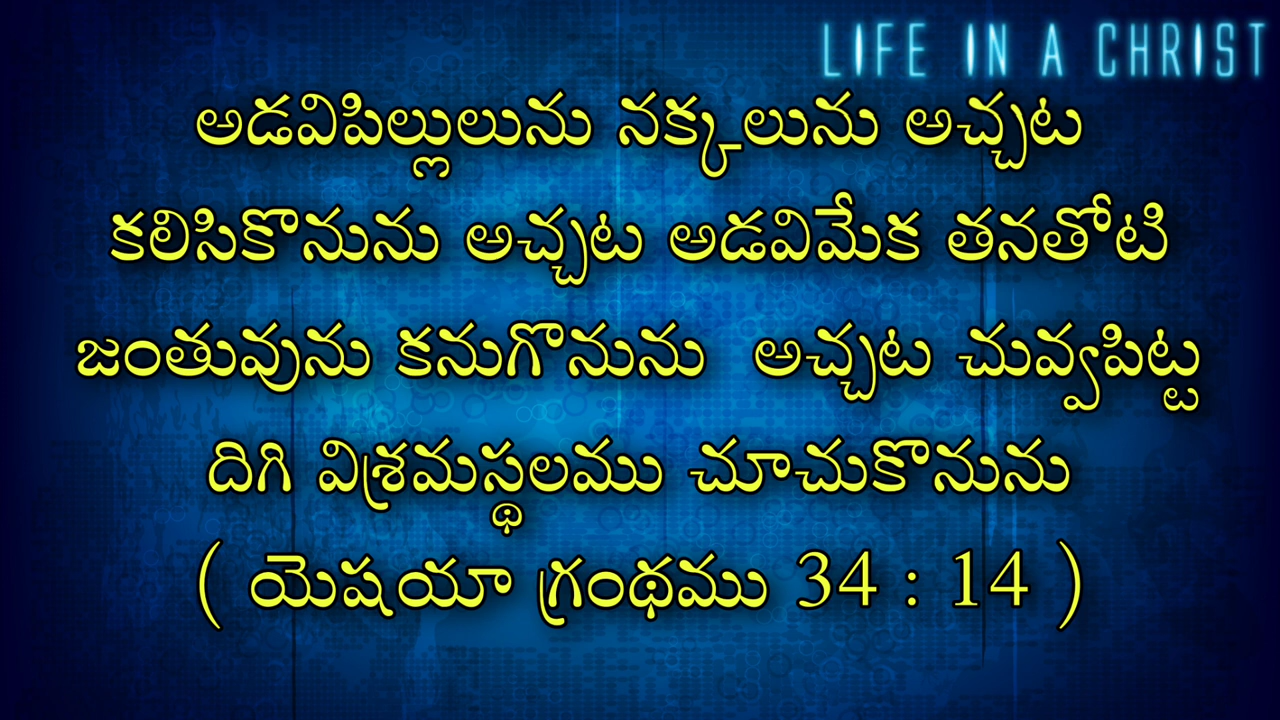 LIFE IN A CHRIST
అడవిపిల్లులును నక్కలును అచ్చట
కలిసికొనును అచ్చట అడవిమేక తనతోటి
జంతువును కనుగొనును అచ్చట చువ్వపిట్ట
దిగి విశ్రమస్థలము చూచుకొనును
( యెషయా గ్రంథము 34 : 14 )